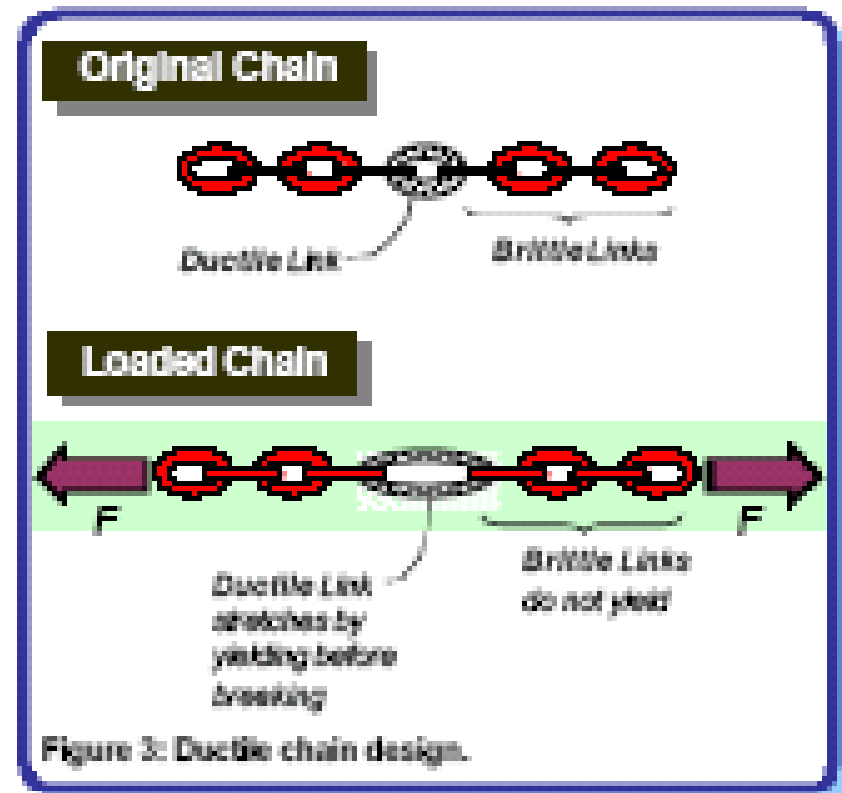 Original Chain
Ductile Link
Brittle Links
Loaded Chain
F
F
Ductile Link
stretches by
yielding before
breaking
Brittle Links
do not yield
Figure 3: Ductile chain design.